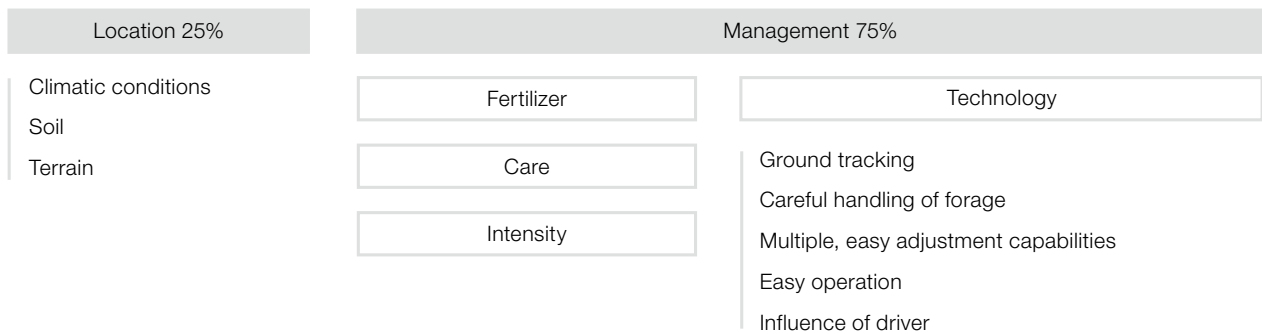 Location 25%
Management 75%
Climatic conditions
Soil
Terrain
Fertilizer
Care
Intensity
Technology
Ground tracking
Careful handling of forage
Multiple, easy adjustment capabilities
Easy operation
Influence of driver